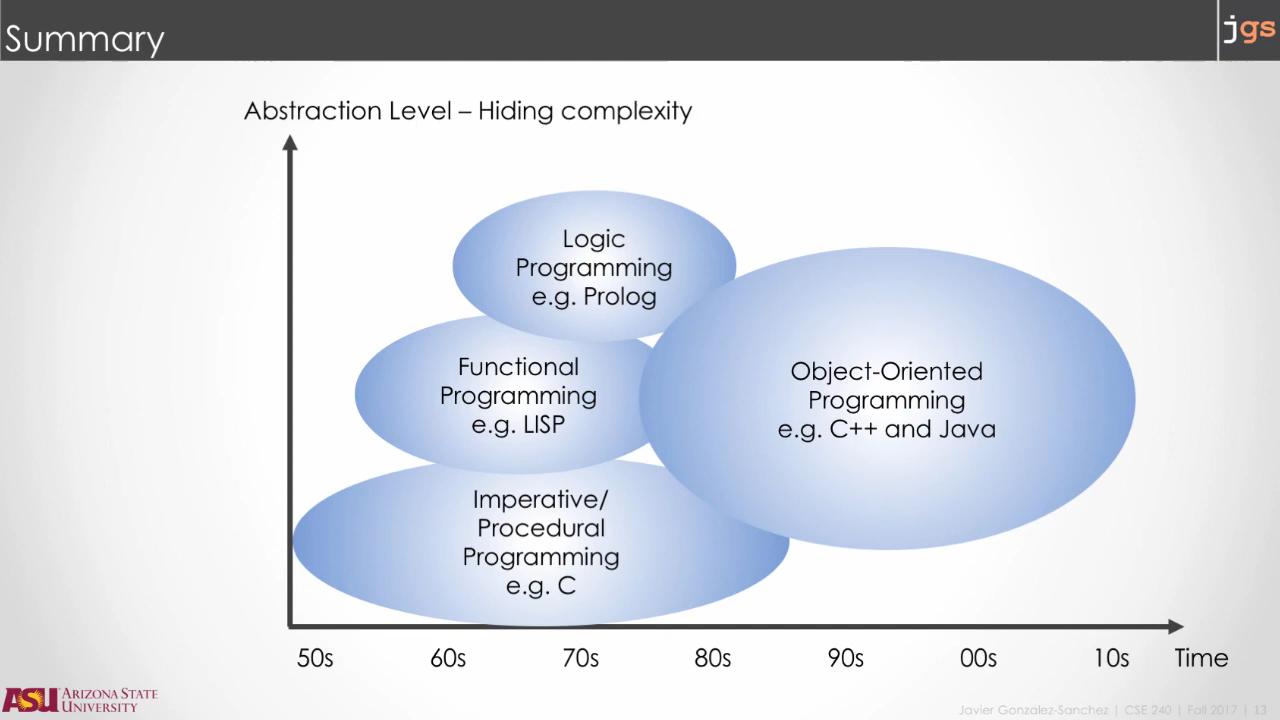 Summary
jgs
Abstraction Level – Hiding complexity
Logic
Programming
e.g. Prolog
Functional
Programming
e.g. LISP
Object-Oriented
Programming
e.g. C++ and Java
Imperative/
Procedural
Programming
e.g. C
50s 60s 70s 80s 90s 00s 10s Time
ASU ARIZONA STATE
UNIVERSITY
Javier Gonzalez-Sanchez | CSE 240 | Fall 2017 | 13